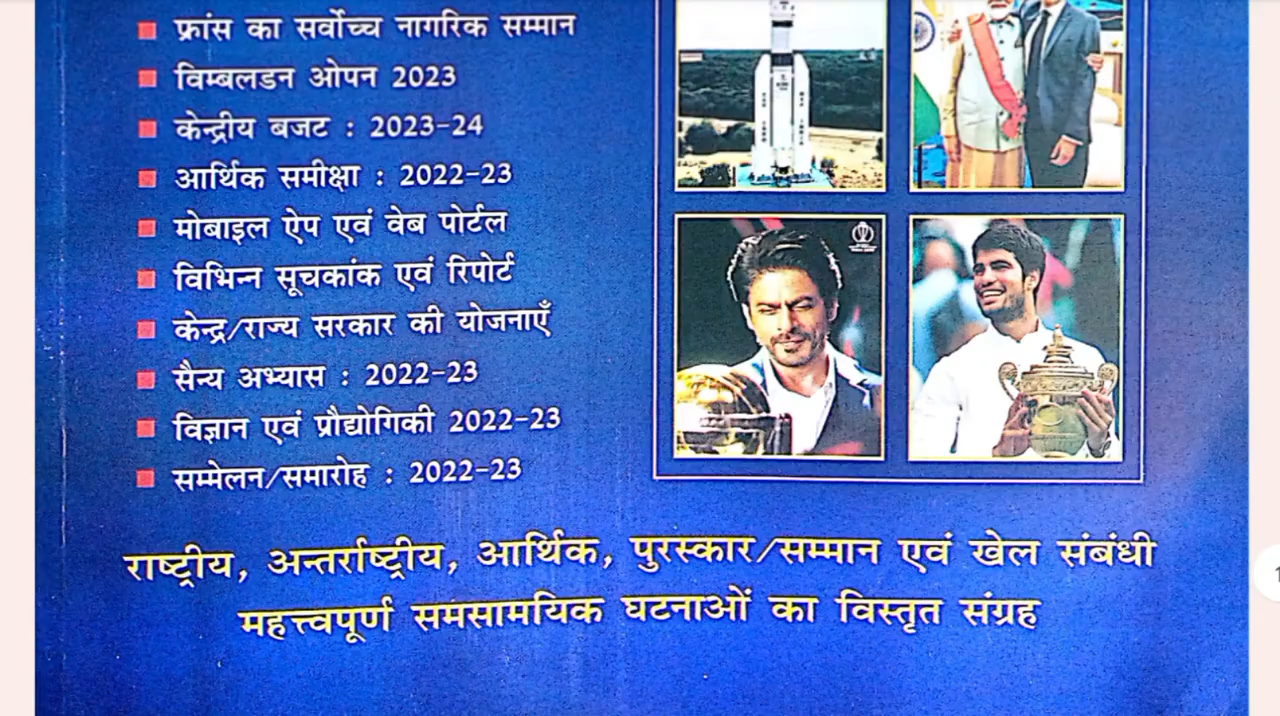 फ्रांस का सर्वोच्च नागरिक सम्मान
विम्बलडन ओपन 2023
केन्द्रीय बजट : 2023-24
आर्थिक समीक्षा : 2022-23
मोबाइल ऐप एवं वेब पोर्टल
विभिन्न सूचकांक एवं रिपोर्ट
केन्द्र/राज्य सरकार की योजनाएँ
सैन्य अभ्यास : 2022-23
विज्ञान एवं प्रौद्योगिकी 2022-23
सम्मेलन/समारोह : 2022-23
राष्ट्रीय, अन्तर्राष्ट्रीय, आर्थिक, पुरस्कार/सम्मान एवं खेल संबंधी
महत्त्वपूर्ण समसामयिक घटनाओं का विस्तृत संग्रह